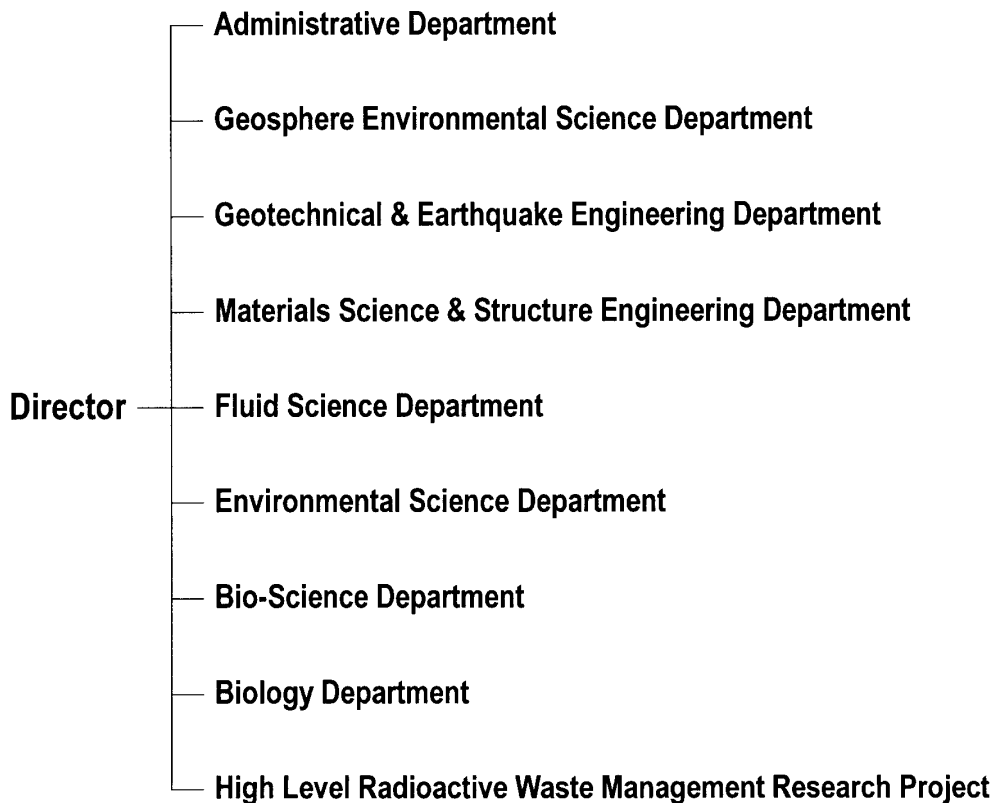 Administrative Department
Geosphere Environmental Science Department
Geotechnical & Earthquake Engineering Department
Materials Science & Structure Engineering Department
Director
Fluid Science Department
Environmental Science Department
Bio-Science Department
Biology Department
High Level Radioactive Waste Management Research Project